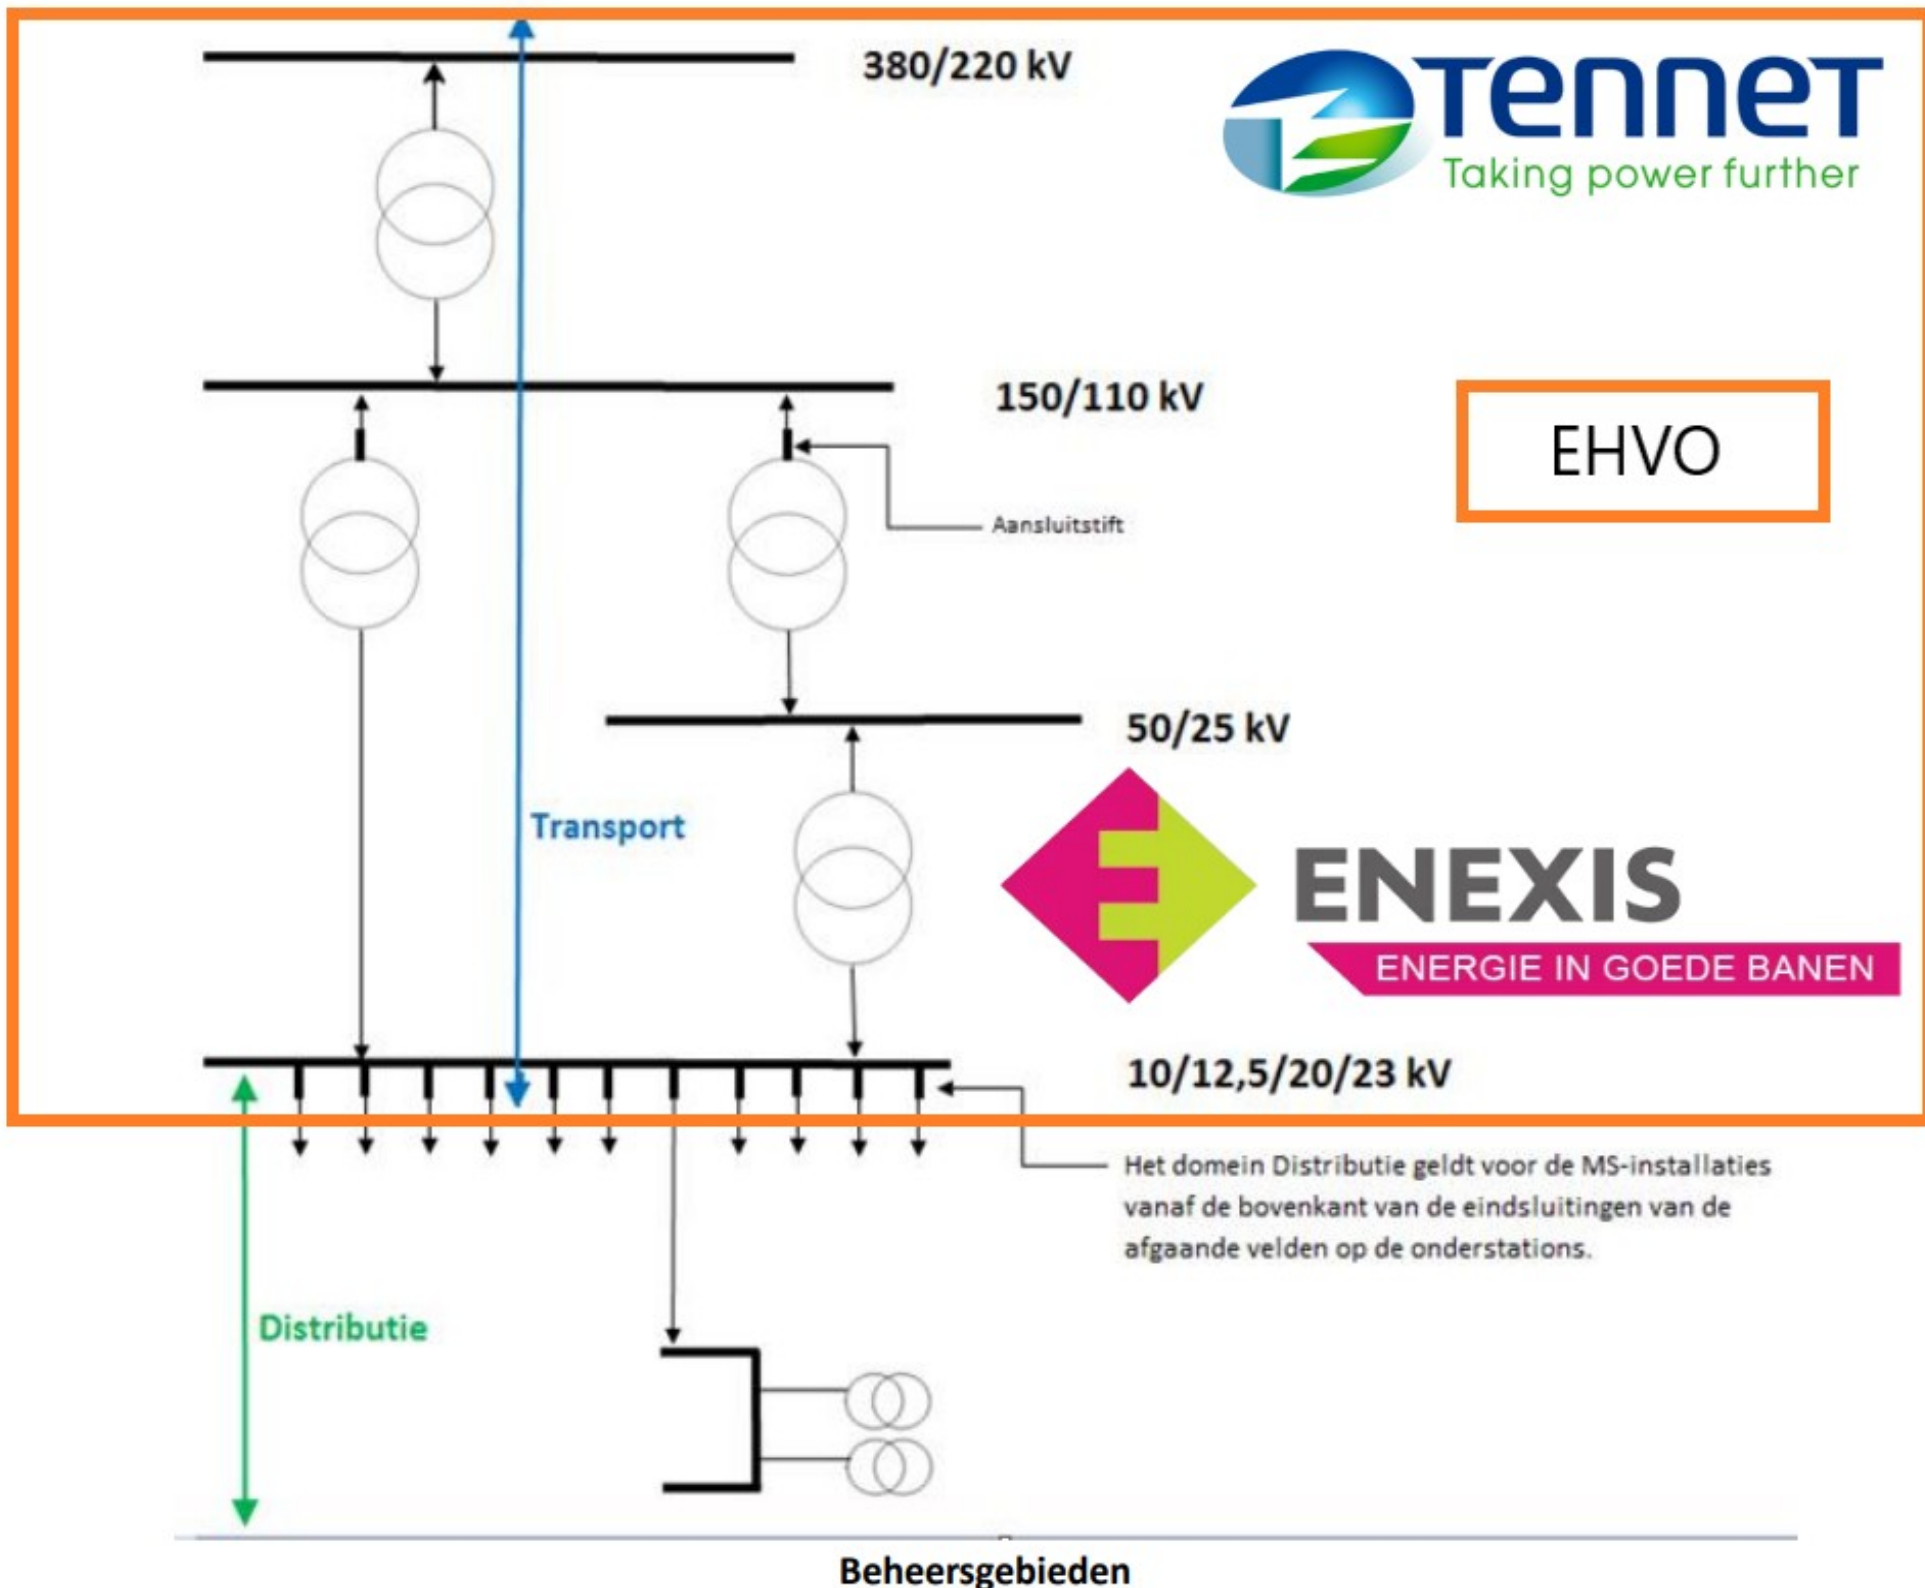 380/220 kV
TenneT
Taking power further
150/110 kV
EHVO
Aansluitstift
50/25 kV
Transport
ENEXIS
ENERGIE IN GOEDE BANEN
10/12,5/20/23 kV
Het domein Distributie geldt voor de MS-installaties
vanaf de bovenkant van de eindsluitingen van de
afgaande velden op de onderstations.
Distributie
Beheersgebieden